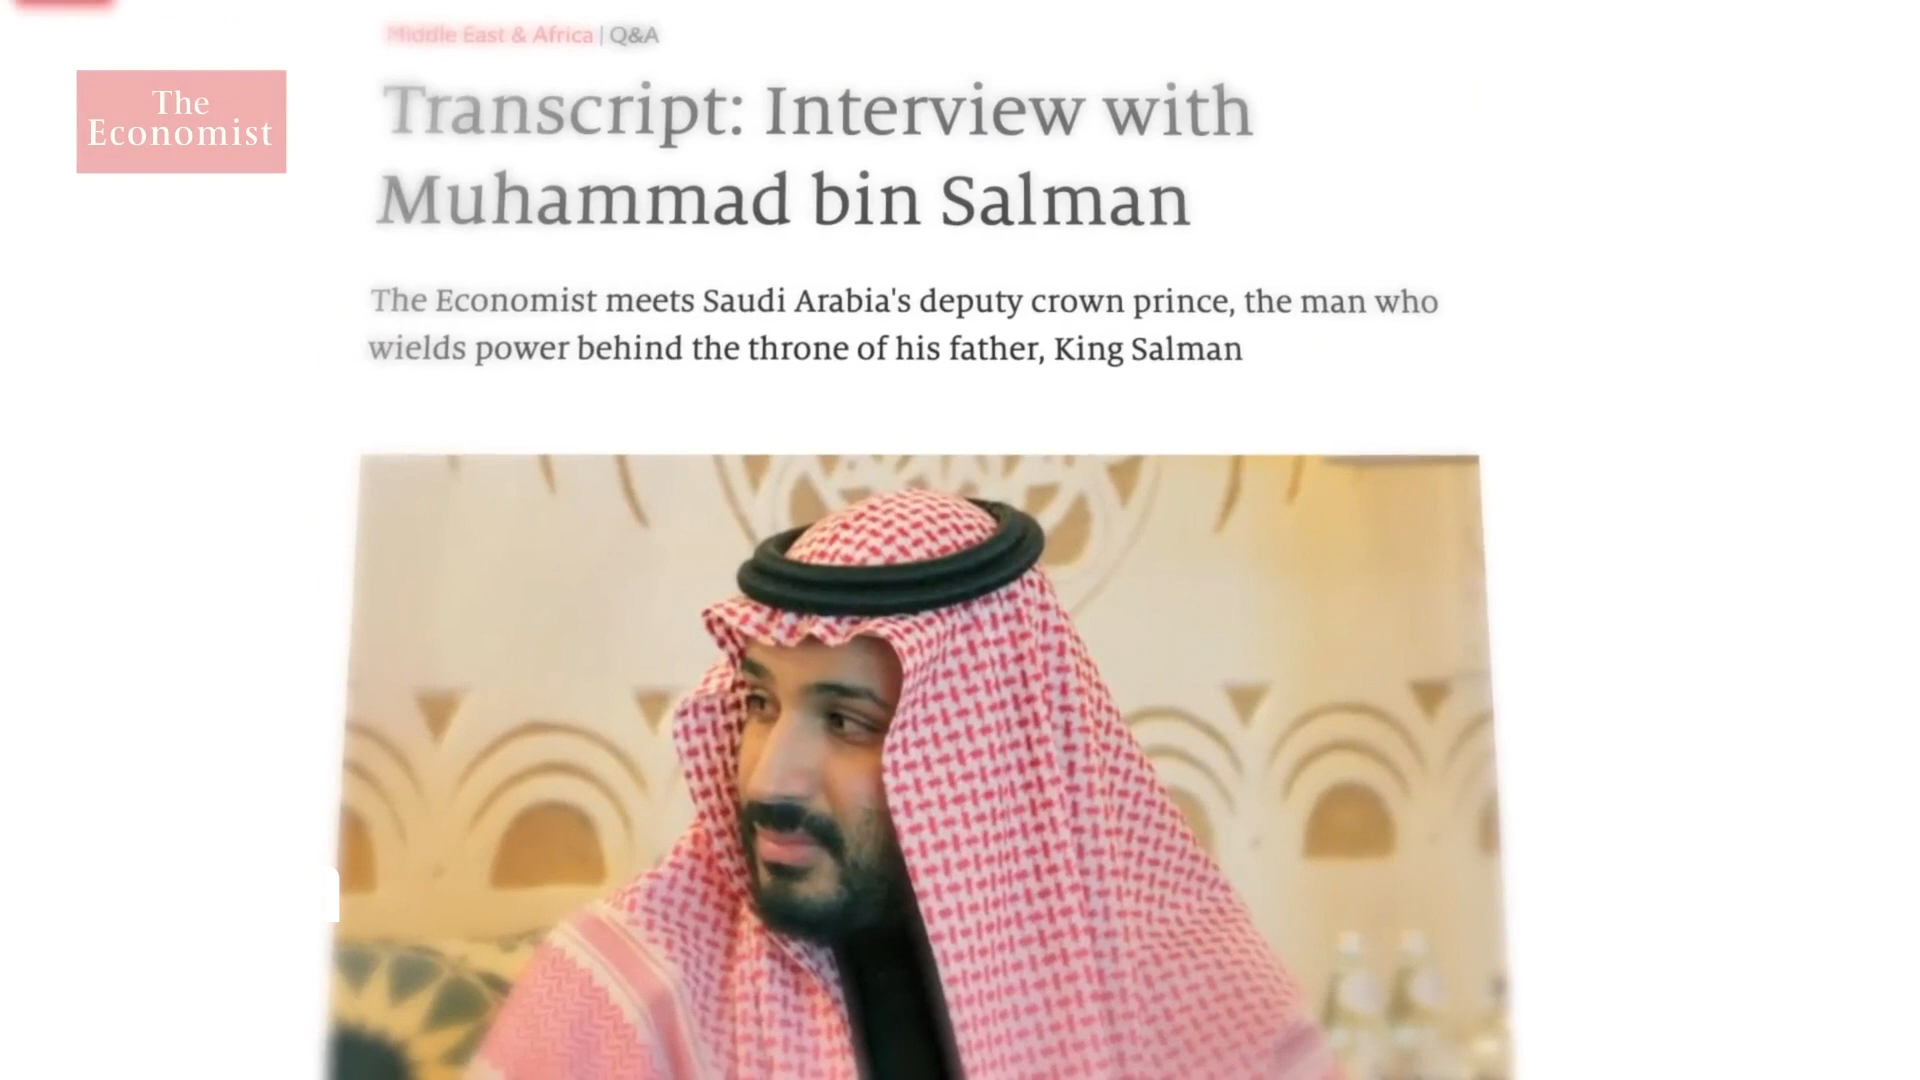 The
Economist
Middle East & Africa | Q&A
Transcript: Interview with
Muhammad bin Salman
The Economist meets Saudi Arabia's deputy crown prince, the man who
wields power behind the throne of his father, King Salman